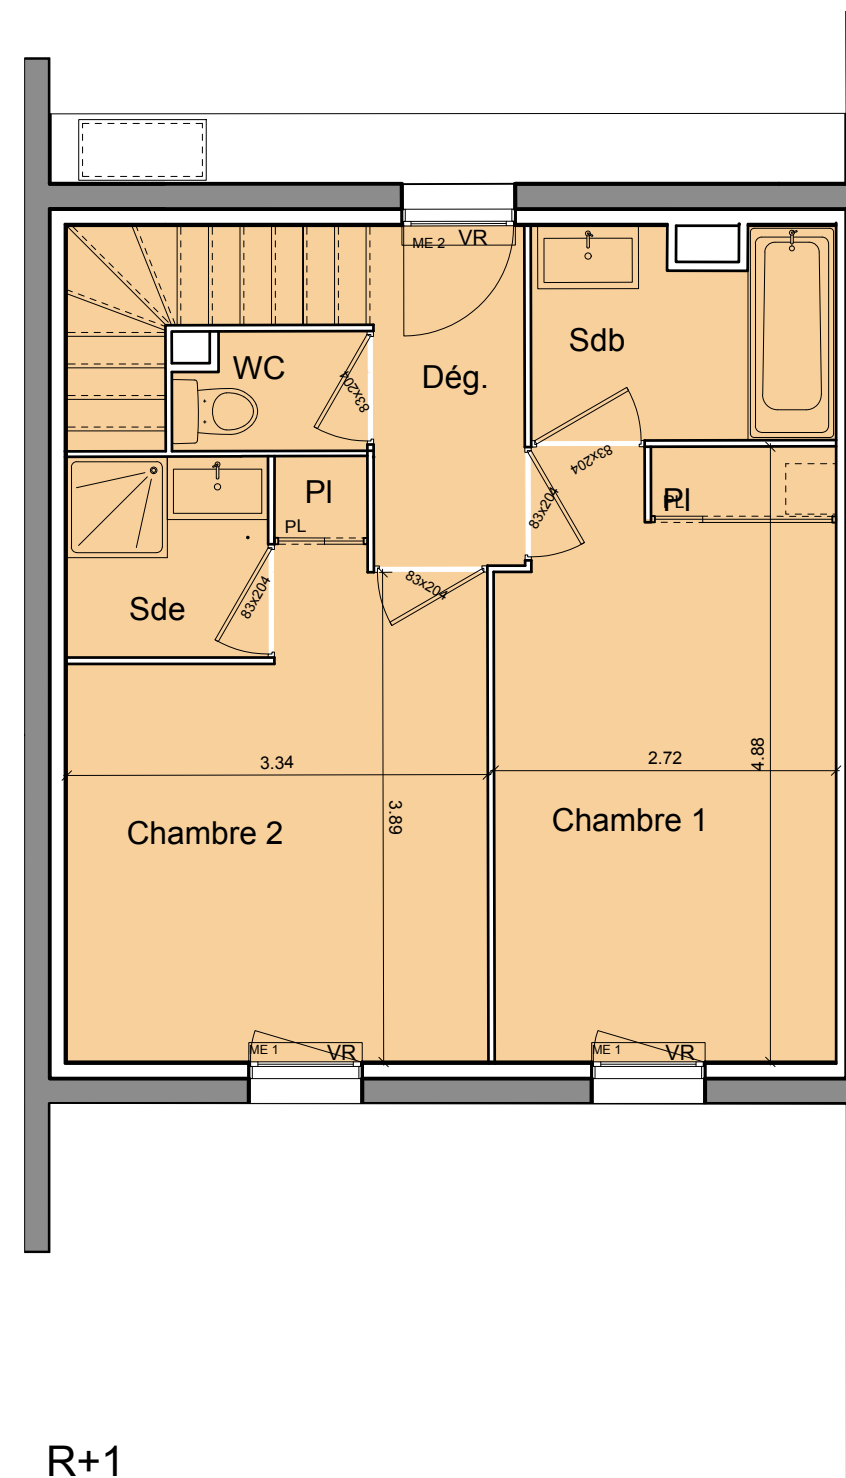 ME 2
VR
Sdb
WC
Dég.
83x204
83x204
83x204
Pl
PL
Pl
PL
83x204
83x204
Sde
3.34
2.72
4.88
3.89
Chambre 2
Chambre 1
ME 1
VR
ME 1
VR
R+1